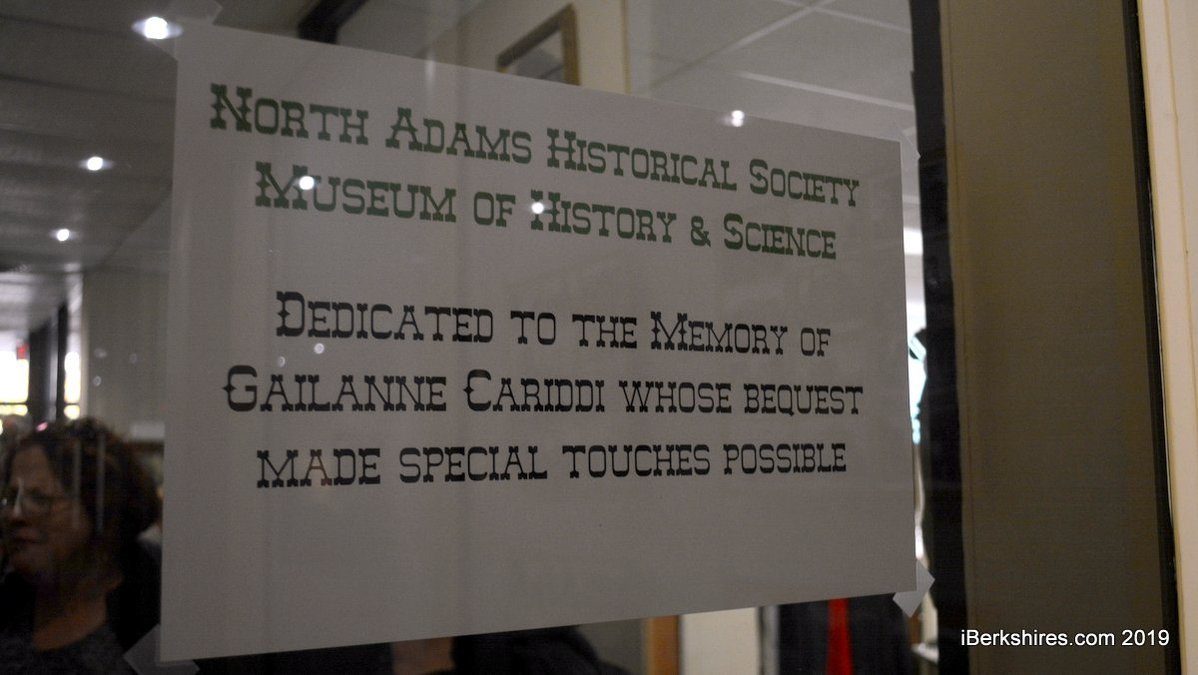 North Adams Historical Society
Museum of History & Science
Dedicated to the Memory of
Gailanne Cariddi whose bequest
made special touches possible
iBerkshires.com 2019